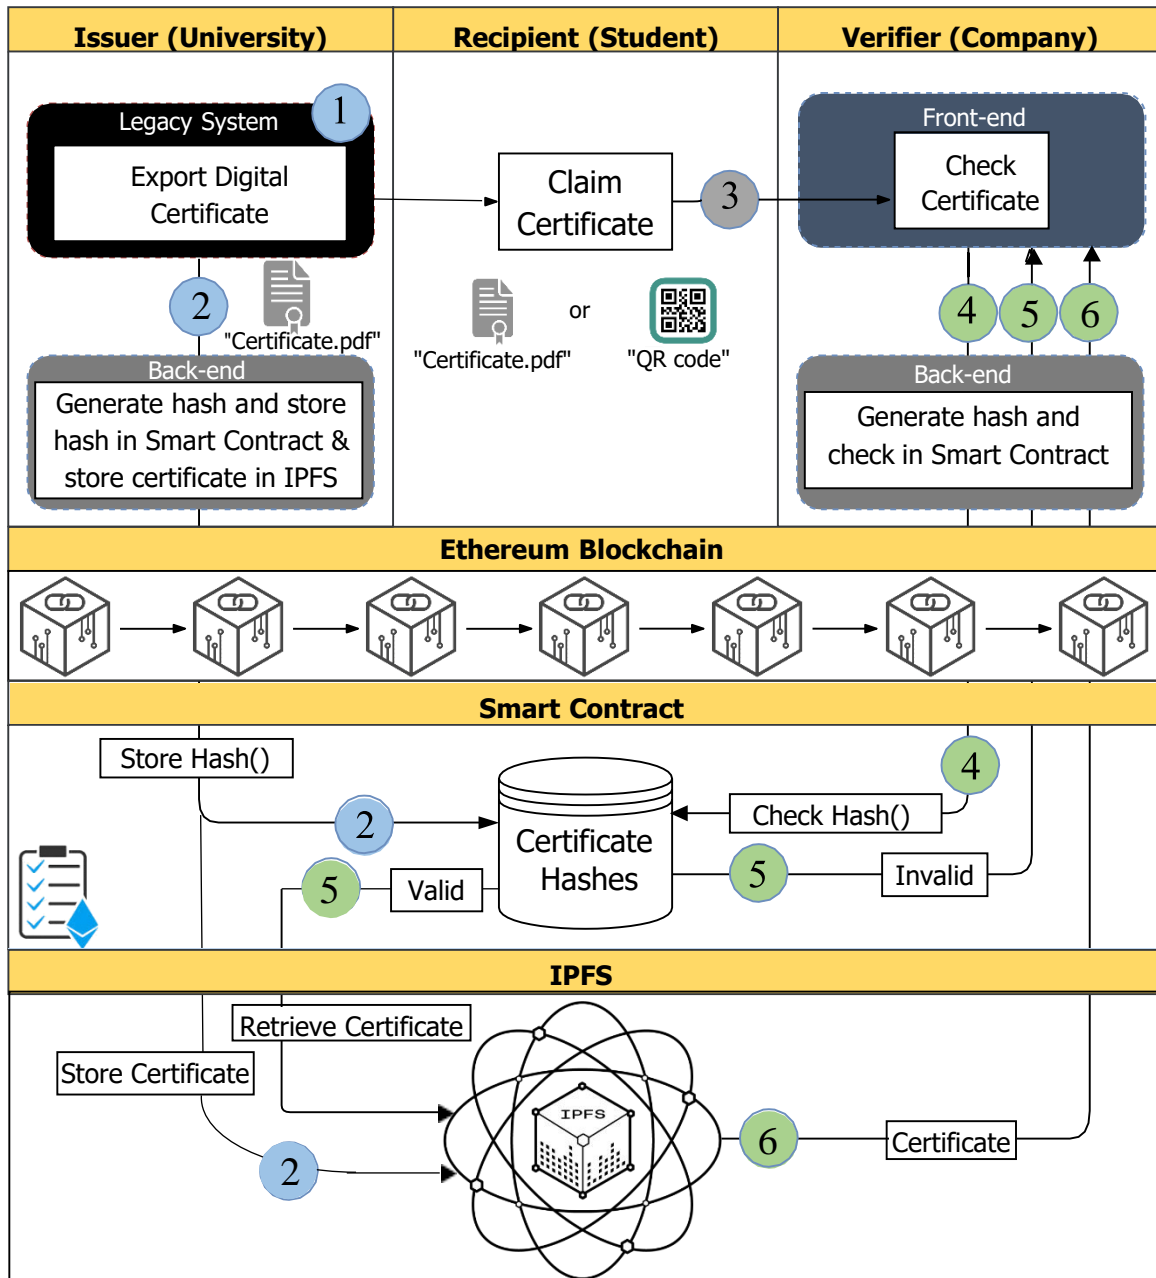 Issuer (University)
Recipient (Student)
Verifier (Company)
1
Legacy System
Export Digital
Certificate
Claim
Certificate
3
Front-end
Check
Certificate
2
"Certificate.pdf"
"Certificate.pdf"
or
"QR code"
4
5
6
Back-end
Generate hash and store
hash in Smart Contract &
store certificate in IPFS
Back-end
Generate hash and
check in Smart Contract
Ethereum Blockchain
Smart Contract
Store Hash()
2
Certificate
Hashes
4
Check Hash()
5
Valid
5
Invalid
IPFS
Retrieve Certificate
Store Certificate
2
IPFS
6
Certificate